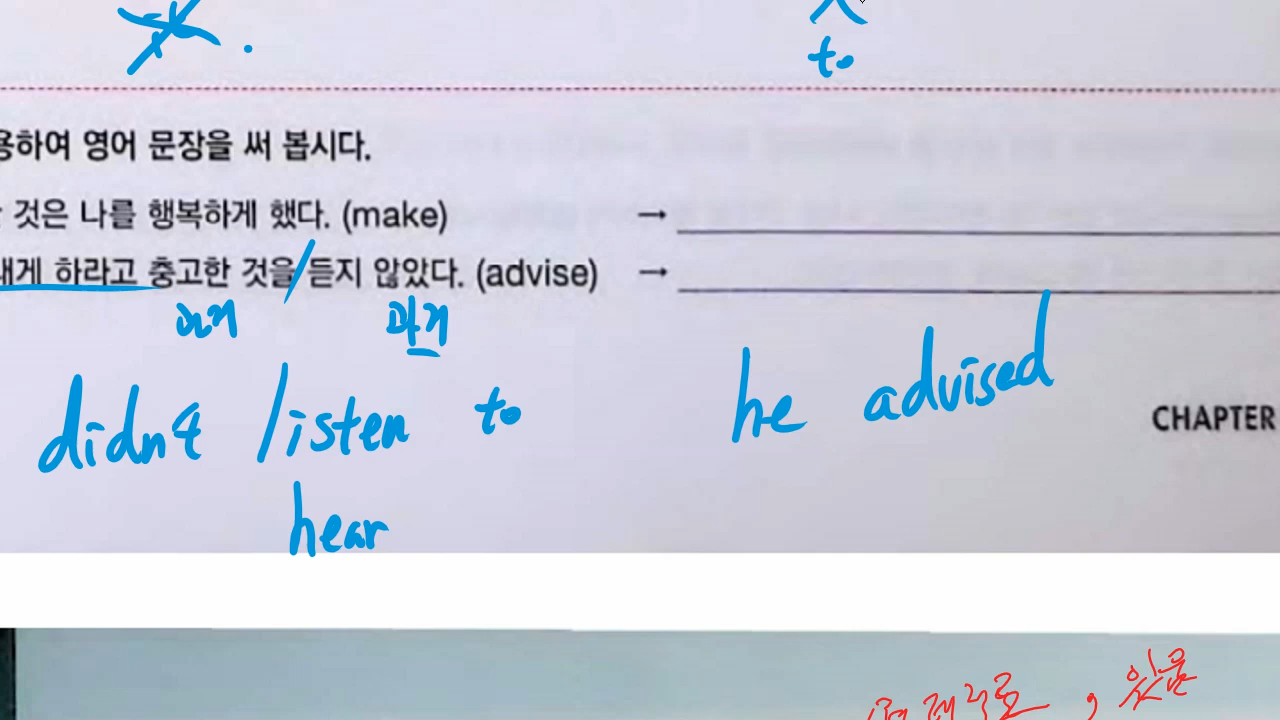 to
용하여 영어 문장을 써 봅시다.
것은 나를 행복하게 했다. (make) →
내게 하라고 충고한 것을 / 듣지 않았다. (advise) →
과거 과거
didn't listen to he advised
hear
CHAPTER